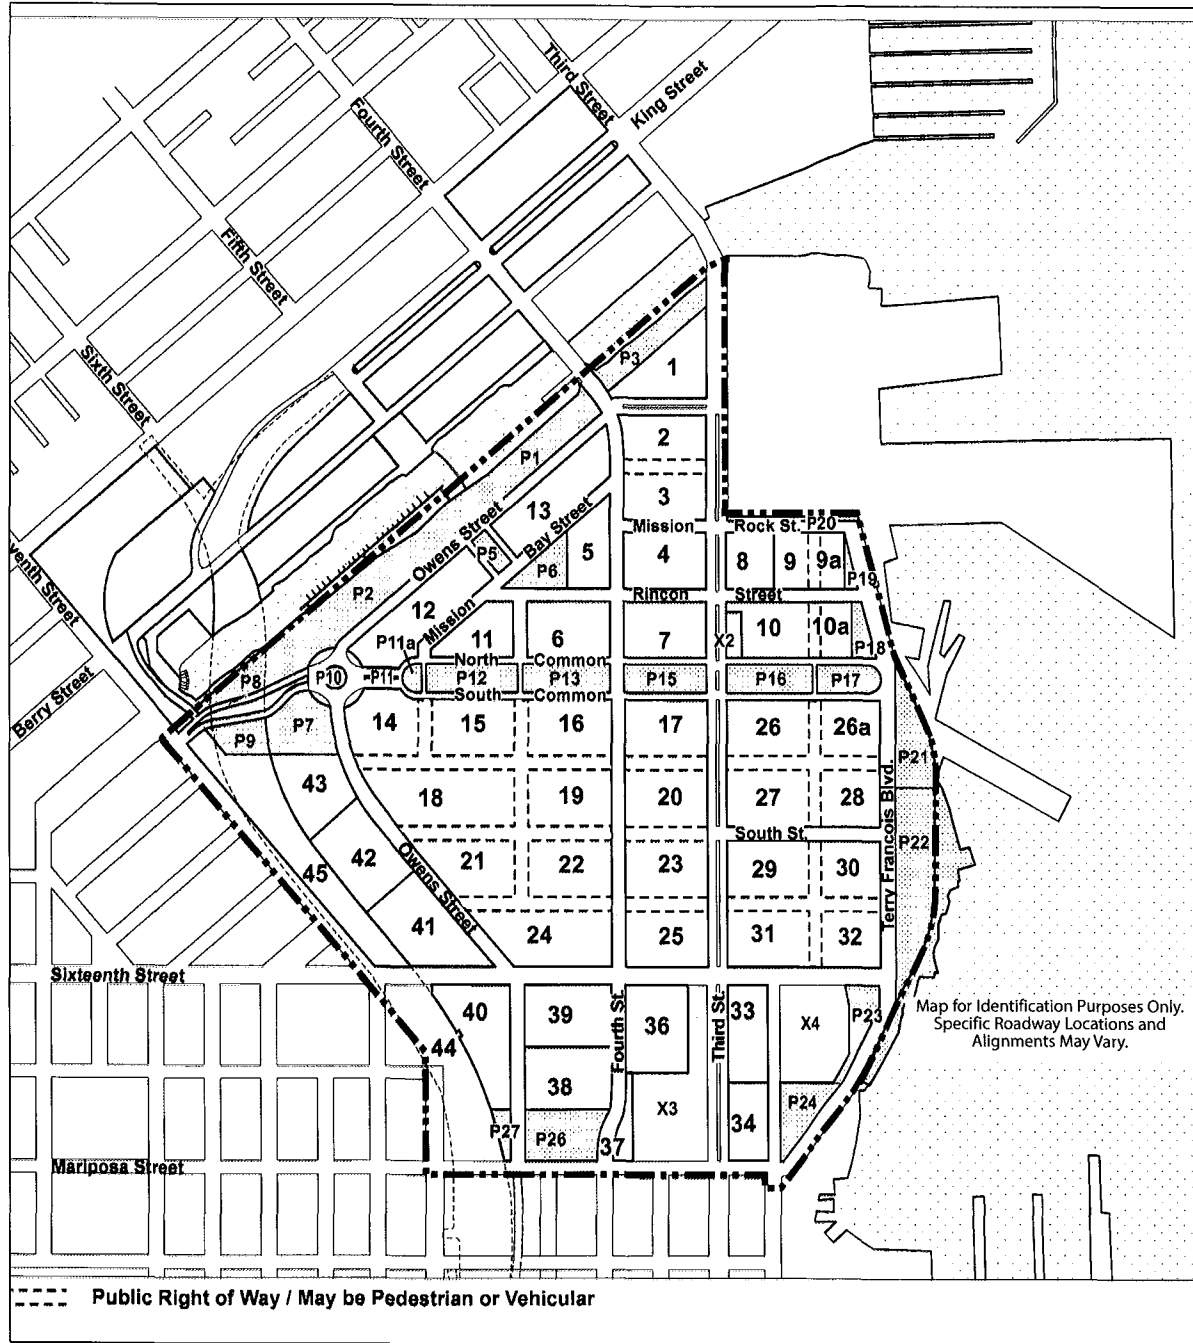 Third Street
King Street
Fourth Street
Fifth Street
Sixth Street
venth Street
Berry Street
P3
1
2
P1
3
13
Owens Street
Bay Street
Mission
Rock St.
P20
P5
5
4
8
9
9a
P6
P19
P2
Rincon
Street
12
Mission
P11a
11
6
7
X2
10
10a
P18
North
Common
P8
P10
P11
P12
P13
P15
P16
P17
South
Common
P9
P7
14
15
16
17
26
26a
P21
43
18
19
20
27
28
Terry Francois Blvd.
South St.
P22
45
42
Owens Street
21
22
23
29
30
41
24
25
31
32
Sixteenth Street
40
39
Fourth St.
36
Third St.
33
X4
P23
Map for Identification Purposes Only.
Specific Roadway Locations and
Alignments May Vary.
44
38
X3
P24
P27
P26
37
34
Mariposa Street
Public Right of Way / May be Pedestrian or Vehicular